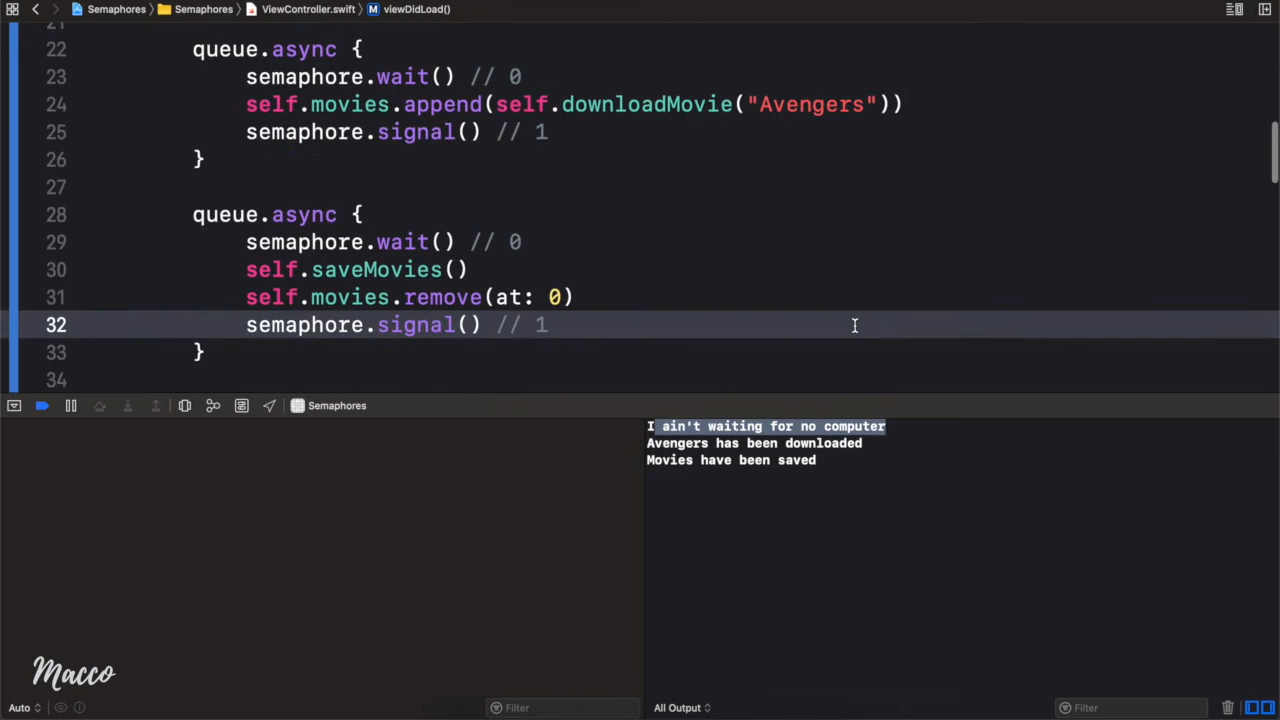 Semaphores Semaphores ViewController.swift M viewDidLoad()
21
22 queue.async {
23 semaphore.wait() // 0
24 self.movies.append(self.downloadMovie("Avengers"))
25 semaphore.signal() // 1
26 }
27
28 queue.async {
29 semaphore.wait() // 0
30 self.saveMovies()
31 self.movies.remove(at: 0)
32 semaphore.signal() // 1
33 }
34
Semaphores
I ain't waiting for no computer
Avengers has been downloaded
Movies have been saved
Macco
Auto Filter All Output Filter